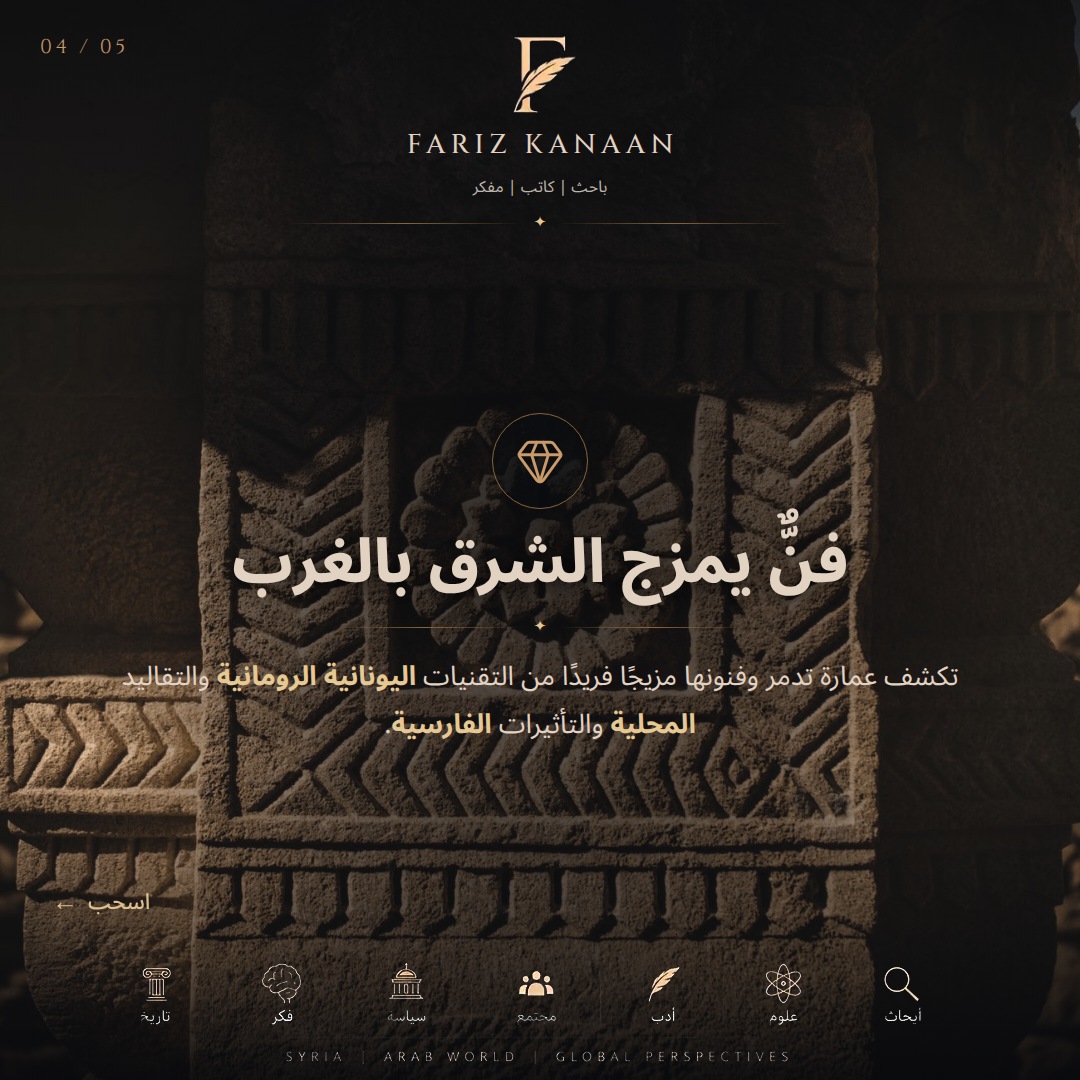 04 / 05
F
FARIZ KANAAN
باحث | كاتب | مفكر
فنٌّ يمزج الشرق بالغرب
تكشف عمارة تدمر وفنونها مزيجًا فريدًا من التقنيات اليونانية الرومانية والتقاليد
المحلية والتأثيرات الفارسية.
اسحب ←
أبحاث علوم أدب مجتمع سياسة فكر تاريخ
SYRIA | ARAB WORLD | GLOBAL PERSPECTIVES